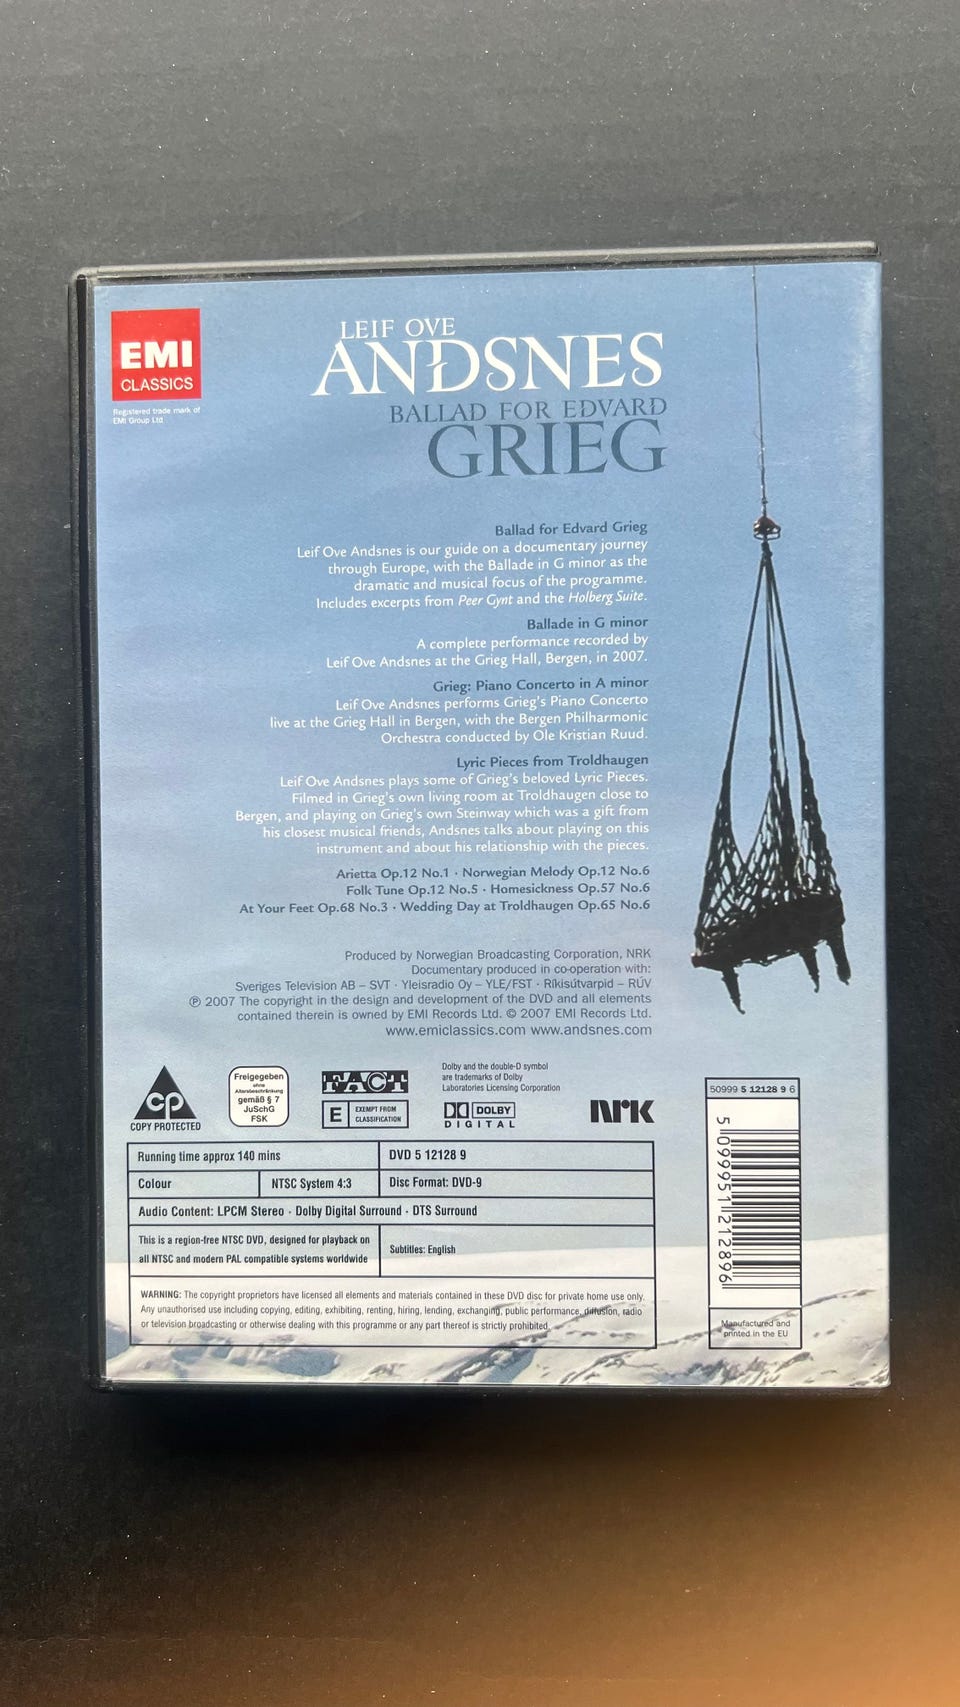 EMI
CLASSICS
Registered trade mark of
EMI Group Ltd
LEIF OVE
ANDSNES
BALLAD FOR EDVARD
GRIEG
Ballad for Edvard Grieg
Leif Ove Andsnes is our guide on a documentary journey
through Europe, with the Ballade in G minor as the
dramatic and musical focus of the programme.
Includes excerpts from Peer Gynt and the Holberg Suite.
Ballade in G minor
A complete performance recorded by
Leif Ove Andsnes at the Grieg Hall, Bergen, in 2007.
Grieg: Piano Concerto in A minor
Leif Ove Andsnes performs Grieg's Piano Concerto
live at the Grieg Hall in Bergen, with the Bergen Philharmonic
Orchestra conducted by Ole Kristian Ruud.
Lyric Pieces from Troldhaugen
Leif Ove Andsnes plays some of Grieg's beloved Lyric Pieces.
Filmed in Grieg's own living room at Troldhaugen close to
Bergen, and playing on Grieg's own Steinway which was a gift from
his closest musical friends, Andsnes talks about playing on this
instrument and about his relationship with the pieces.
Arietta Op.12 No.1 · Norwegian Melody Op.12 No.6
Folk Tune Op.12 No.5 · Homesickness Op.57 No.6
At Your Feet Op.68 No.3 · Wedding Day at Troldhaugen Op.65 No.6
Produced by Norwegian Broadcasting Corporation, NRK
Documentary produced in co-operation with:
Sveriges Television AB – SVT · Yleisradio Oy – YLE/FST · Ríkisútvarpid – RÚV
℗ 2007 The copyright in the design and development of the DVD and all elements
contained therein is owned by EMI Records Ltd. © 2007 EMI Records Ltd.
www.emiclassics.com www.andsnes.com
cp
COPY PROTECTED
Freigegeben
ohne
Altersbeschränkung
gemäß § 7
JuSchG
FSK
FACT
E EXEMPT FROM
CLASSIFICATION
Dolby and the double-D symbol
are trademarks of Dolby
Laboratories Licensing Corporation
DOLBY
DIGITAL
NRK
Running time approx 140 mins
DVD 5 12128 9
Colour
NTSC System 4:3
Disc Format: DVD-9
Audio Content: LPCM Stereo · Dolby Digital Surround · DTS Surround
This is a region-free NTSC DVD, designed for playback on
all NTSC and modern PAL compatible systems worldwide
Subtitles: English
WARNING: The copyright proprietors have licensed all elements and materials contained in these DVD disc for private home use only.
Any unauthorised use including copying, editing, exhibiting, renting, hiring, lending, exchanging, public performance, diffusion, radio
or television broadcasting or otherwise dealing with this programme or any part thereof is strictly prohibited.
50999 5 12128 9 6
5 099951 212896
Manufactured and
printed in the EU